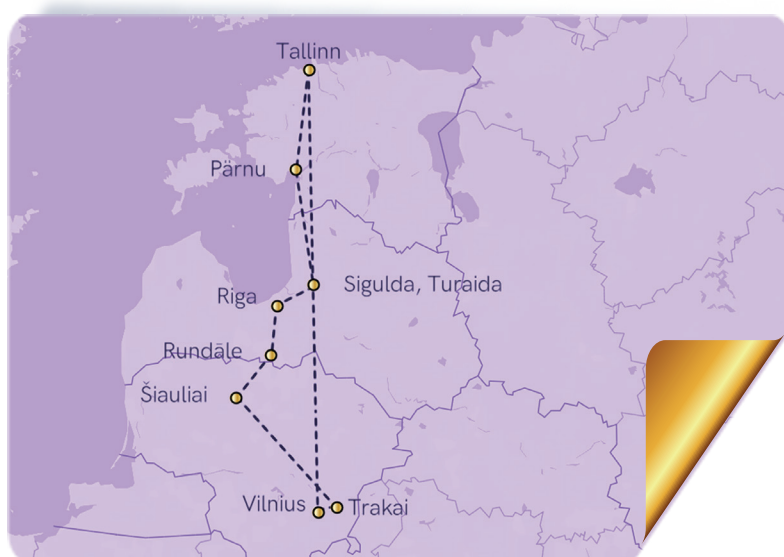 Tallinn
Pärnu
Sigulda, Turaida
Riga
Rundāle
Šiauliai
Vilnius
Trakai